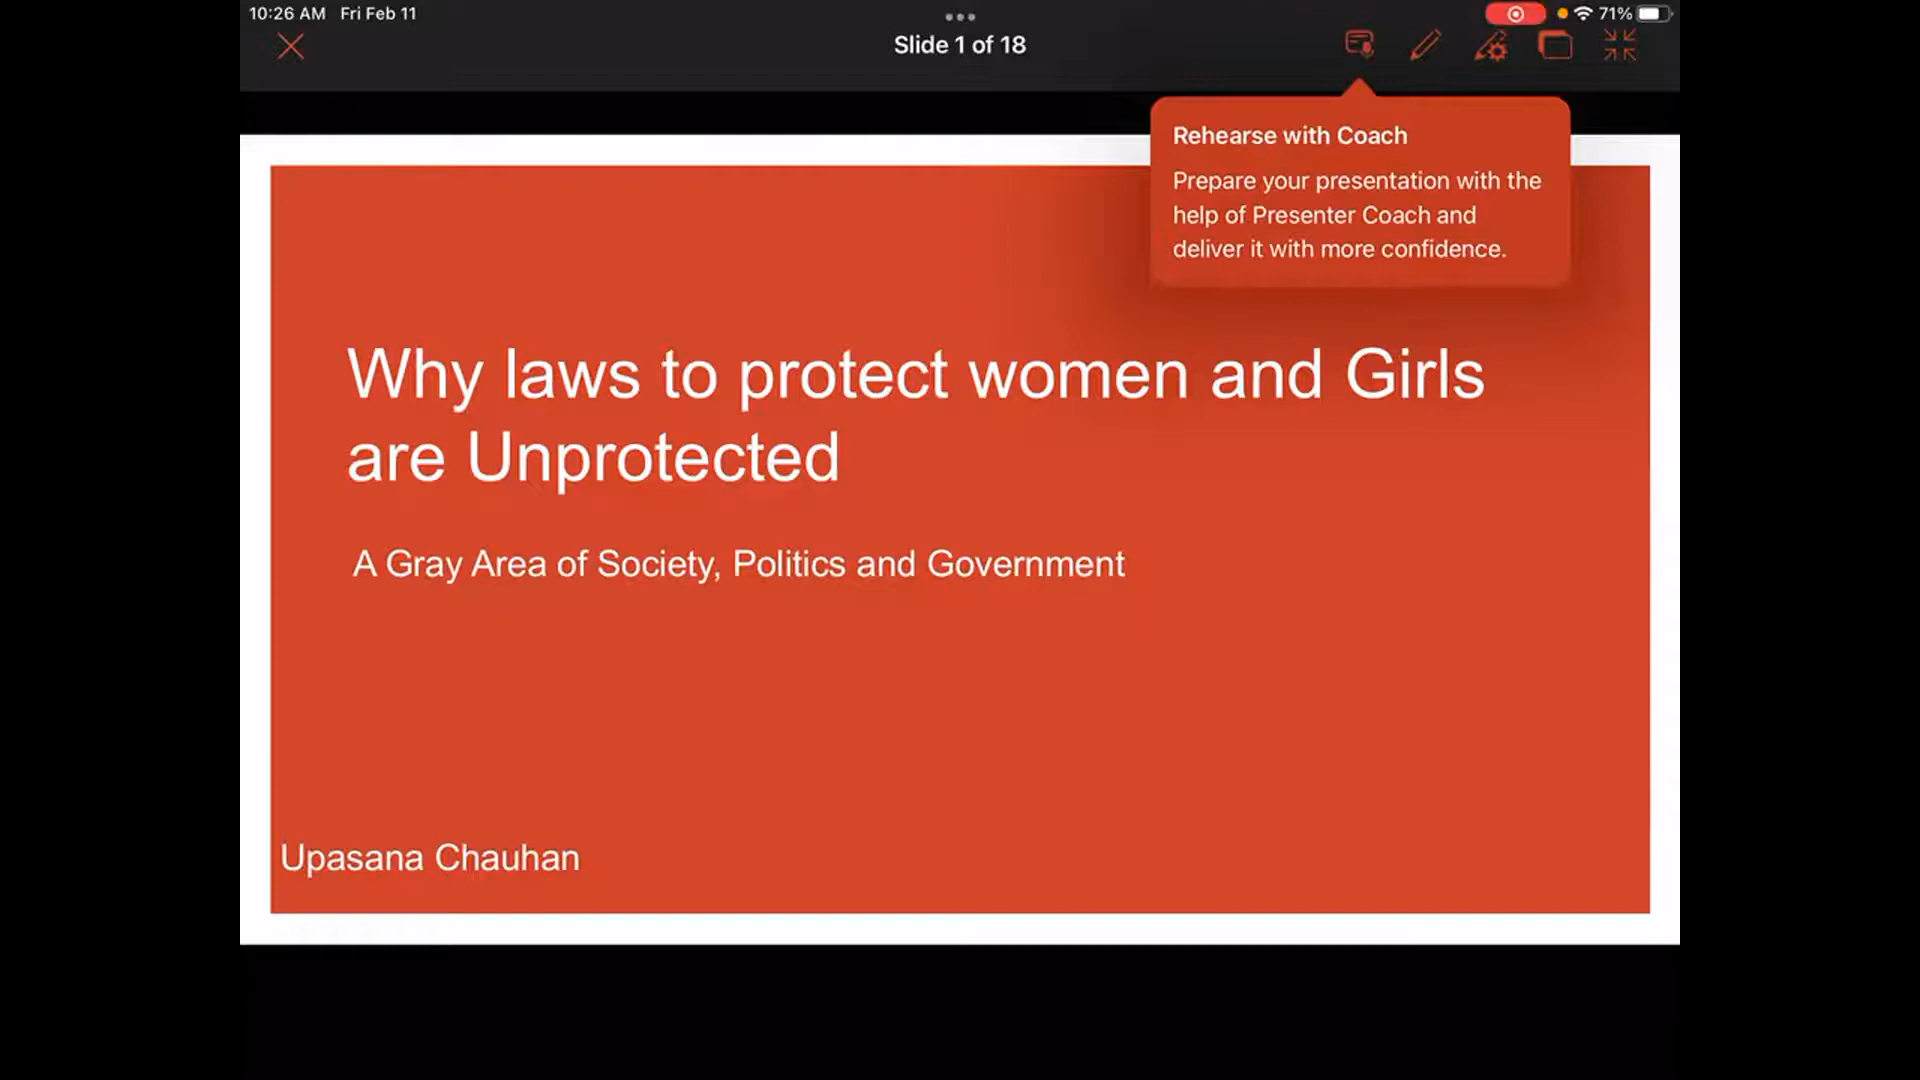 10:26 AM Fri Feb 11
71%
Slide 1 of 18
Rehearse with Coach
Prepare your presentation with the
help of Presenter Coach and
deliver it with more confidence.
Why laws to protect women and Girls
are Unprotected
A Gray Area of Society, Politics and Government
Upasana Chauhan